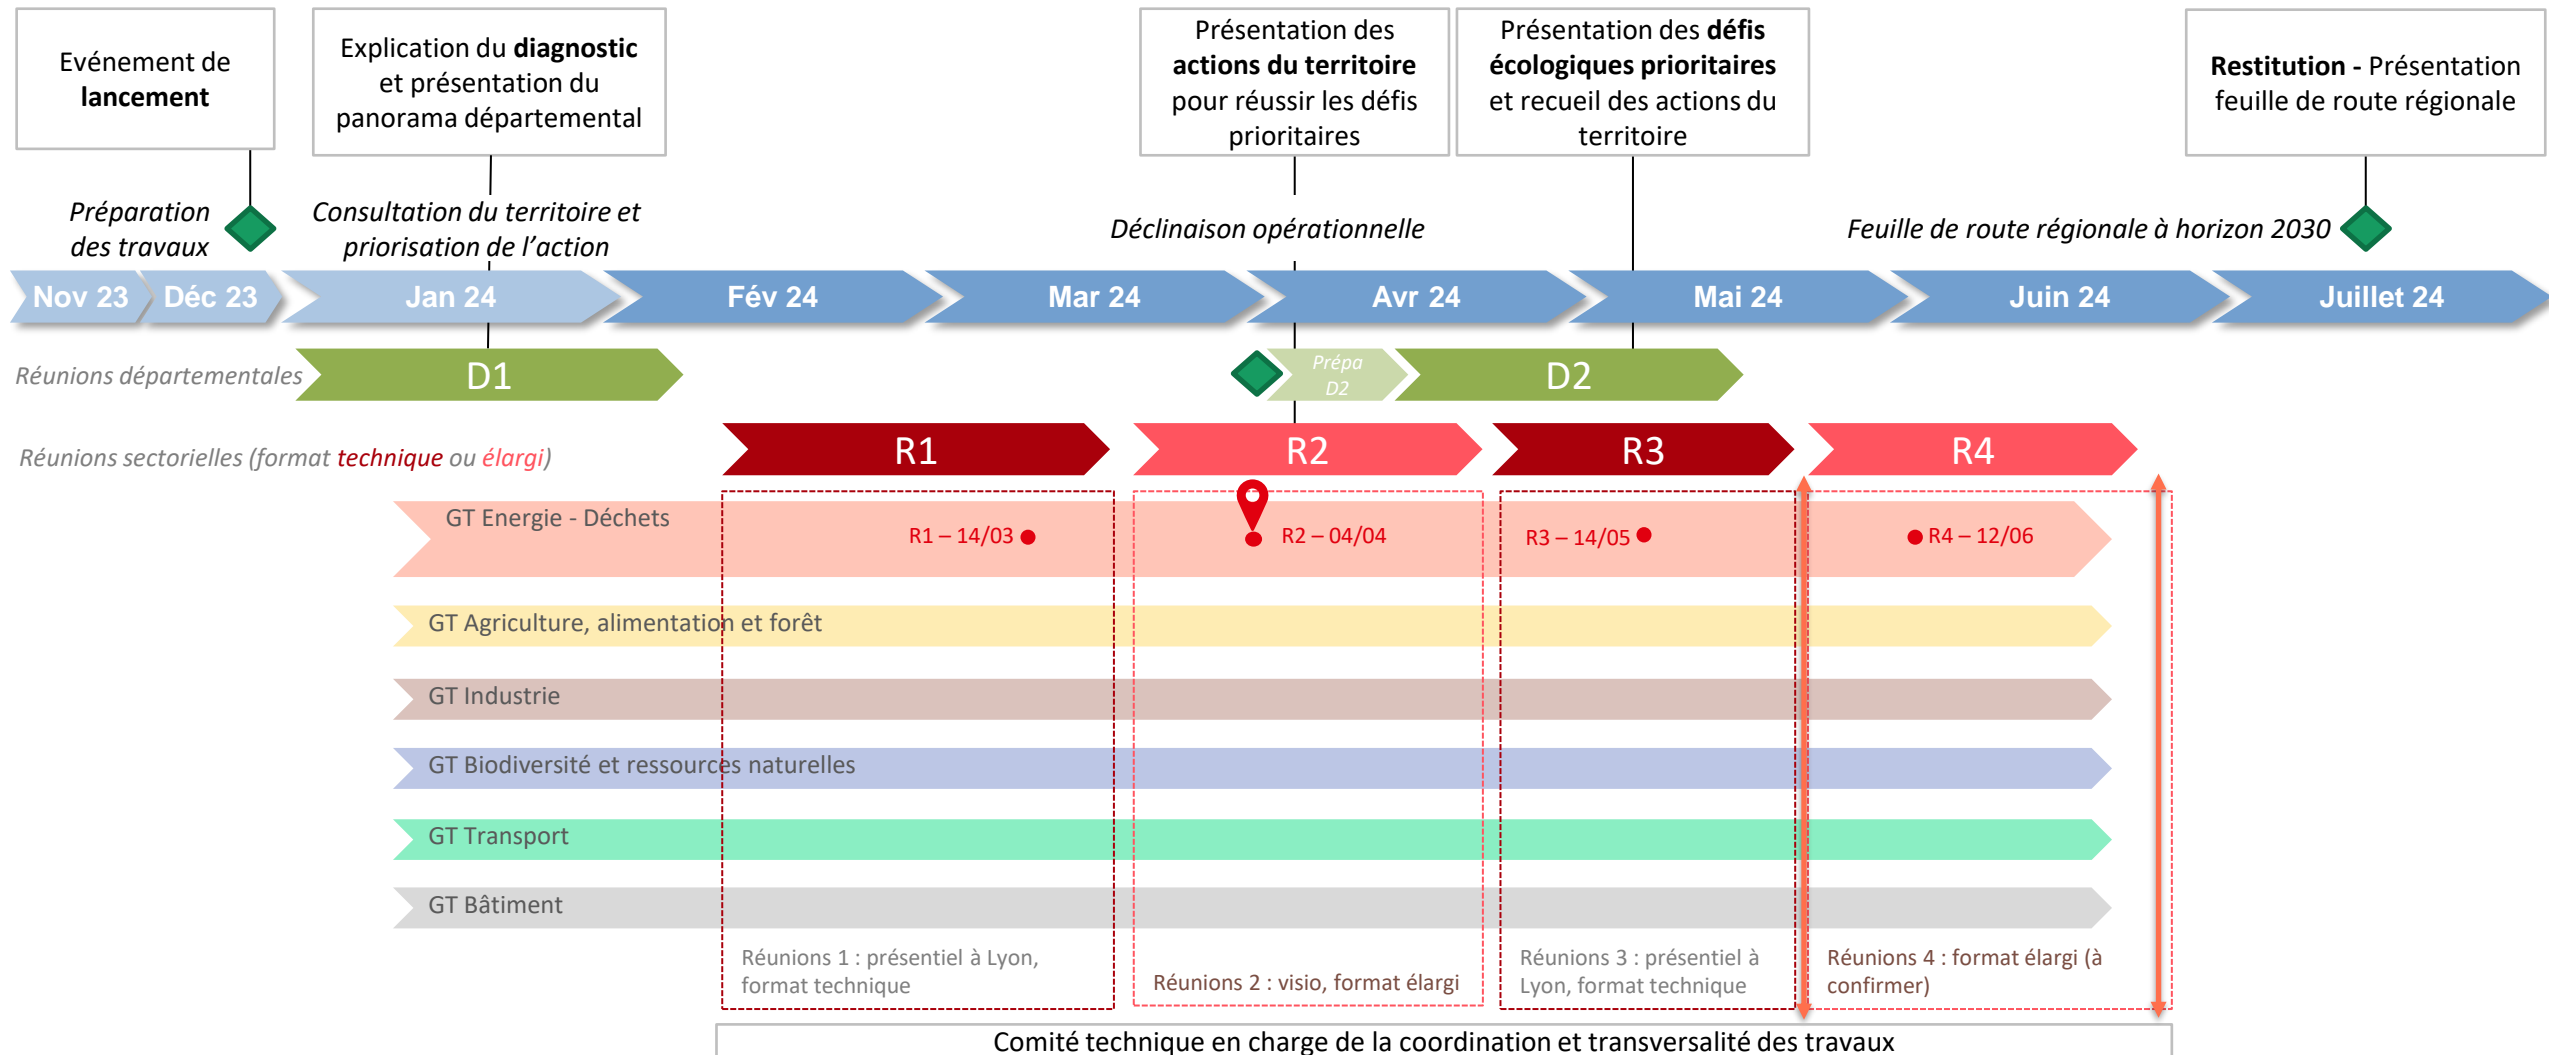 Evénement de
lancement
Explication du diagnostic
et présentation du
panorama départemental
Présentation des
actions du territoire
pour réussir les défis
prioritaires
Présentation des défis
écologiques prioritaires
et recueil des actions du
territoire
Restitution - Présentation
feuille de route régionale
Préparation
des travaux
Consultation du territoire et
priorisation de l'action
Déclinaison opérationnelle
Feuille de route régionale à horizon 2030
Nov 23
Déc 23
Jan 24
Fév 24
Mar 24
Avr 24
Mai 24
Juin 24
Juillet 24
Réunions départementales
D1
Prépa
D2
D2
Réunions sectorielles (format technique ou élargi)
R1
R2
R3
R4
GT Energie - Déchets
R1 – 14/03
R2 – 04/04
R3 – 14/05
R4 – 12/06
GT Agriculture, alimentation et forêt
GT Industrie
GT Biodiversité et ressources naturelles
GT Transport
GT Bâtiment
Réunions 1 : présentiel à Lyon,
format technique
Réunions 2 : visio, format élargi
Réunions 3 : présentiel à
Lyon, format technique
Réunions 4 : format élargi (à
confirmer)
Comité technique en charge de la coordination et transversalité des travaux